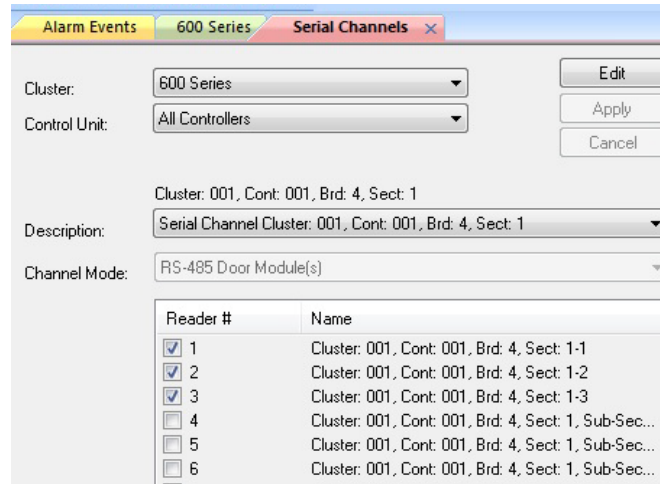 Alarm Events 600 Series Serial Channels
Cluster: 600 Series Edit
Control Unit: All Controllers Apply
Cancel
Cluster: 001, Cont: 001, Brd: 4, Sect: 1
Description: Serial Channel Cluster: 001, Cont: 001, Brd: 4, Sect: 1
Channel Mode: RS-485 Door Module(s)
Reader # Name
1 Cluster: 001, Cont: 001, Brd: 4, Sect: 1-1
2 Cluster: 001, Cont: 001, Brd: 4, Sect: 1-2
3 Cluster: 001, Cont: 001, Brd: 4, Sect: 1-3
4 Cluster: 001, Cont: 001, Brd: 4, Sect: 1, Sub-Sec...
5 Cluster: 001, Cont: 001, Brd: 4, Sect: 1, Sub-Sec...
6 Cluster: 001, Cont: 001, Brd: 4, Sect: 1, Sub-Sec...